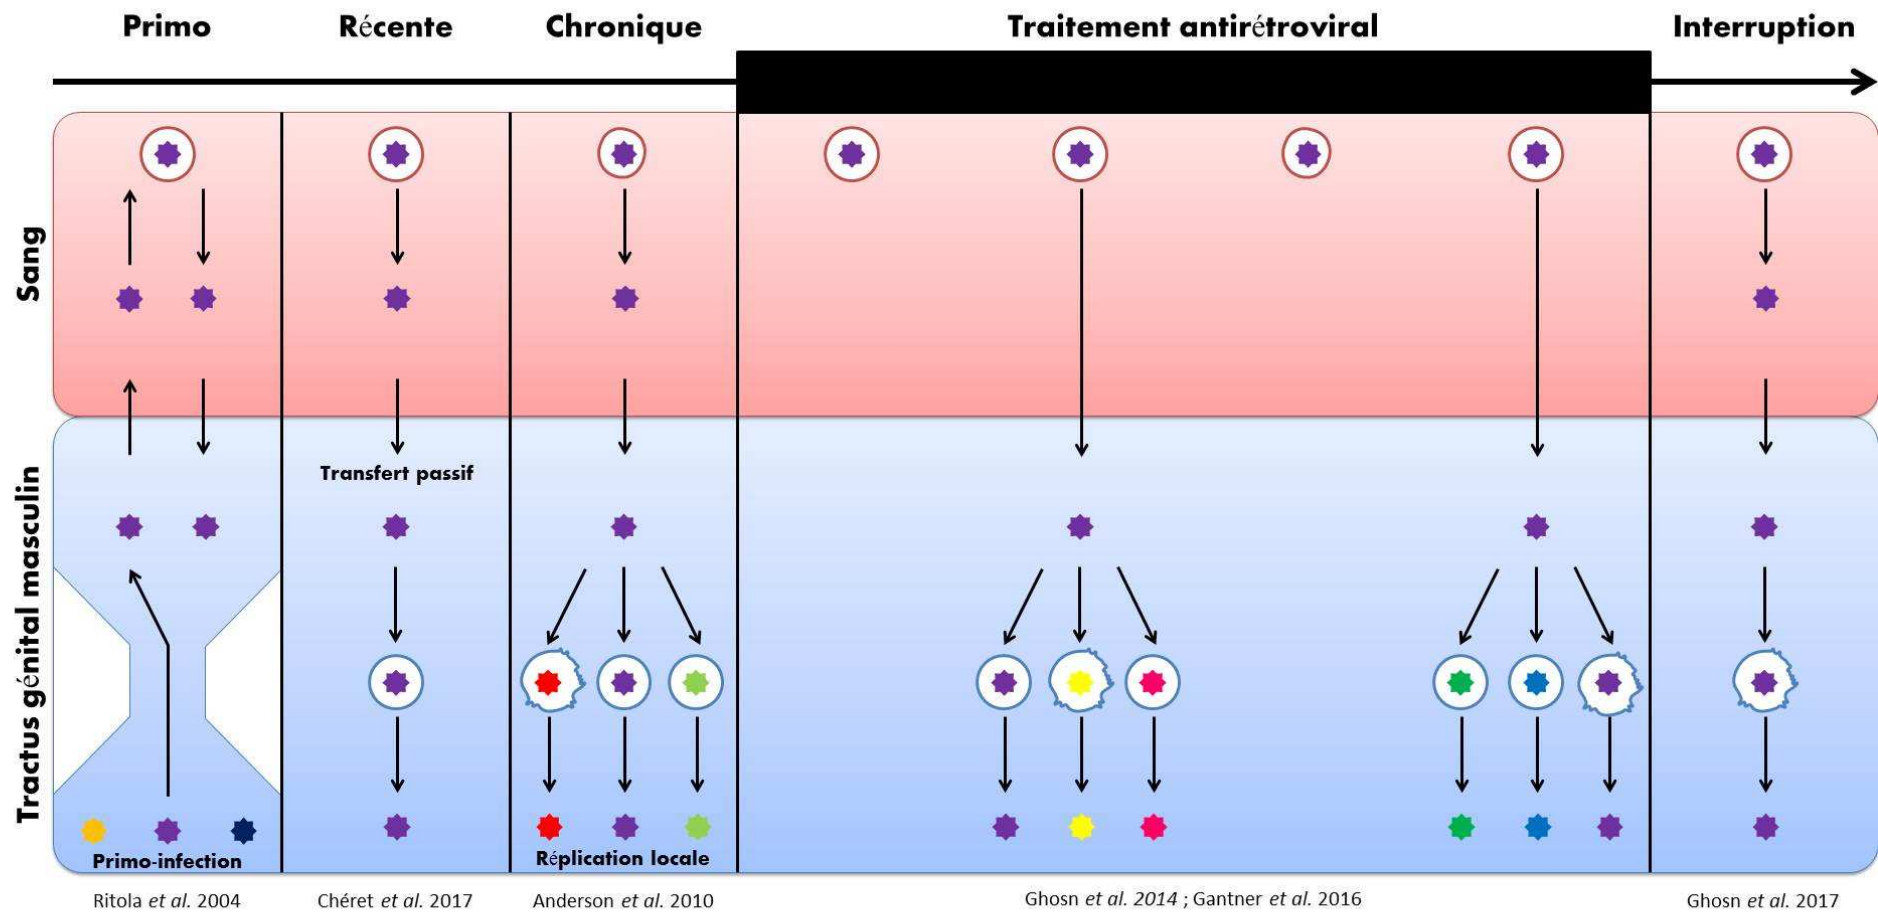 Primo
Récente
Chronique
Traitement antirétroviral
Interruption
Sang
Tractus génital masculin
Transfert passif
Primo-infection
Réplication locale
Ritola et al. 2004
Chéret et al. 2017
Anderson et al. 2010
Ghosn et al. 2014 ; Gantner et al. 2016
Ghosn et al. 2017